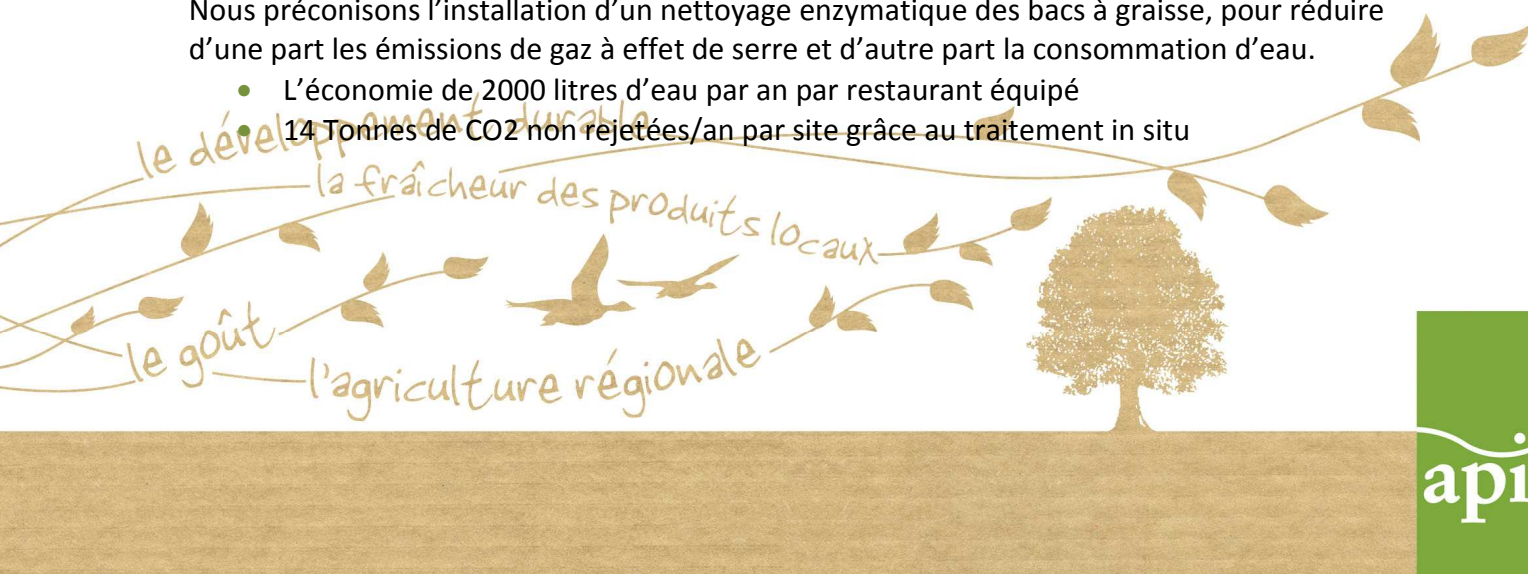 Nous préconisons l’installation d’un nettoyage enzymatique des bacs à graisse, pour réduire
d’une part les émissions de gaz à effet de serre et d’autre part la consommation d’eau.
• L’économie de 2000 litres d’eau par an par restaurant équipé
• 14 Tonnes de CO2 non rejetées/an par site grâce au traitement in situ
le développement durable
la fraîcheur des produits locaux
le goût
l'agriculture régionale
api